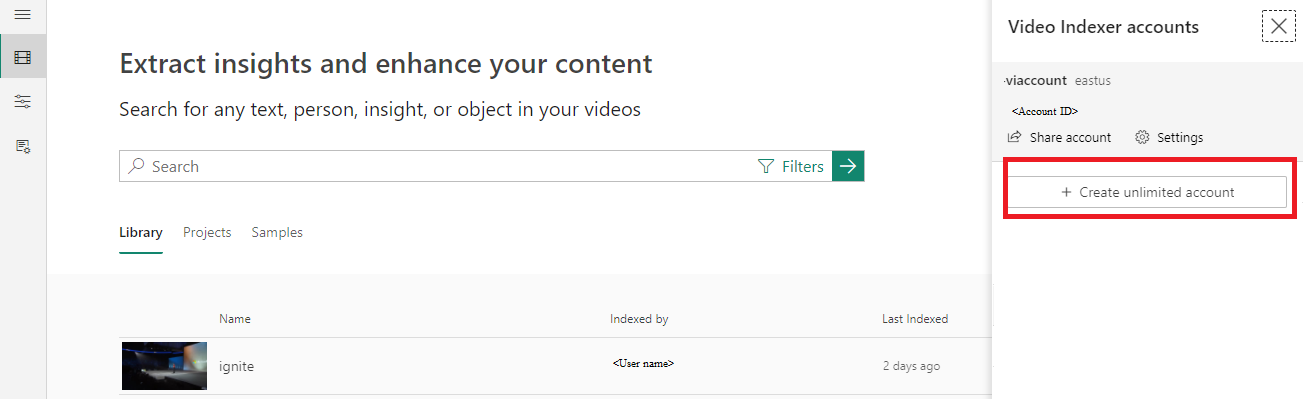 Extract insights and enhance your content
Search for any text, person, insight, or object in your videos
Search
Filters
Library Projects Samples
Name Indexed by Last Indexed
ignite <User name> 2 days ago
Video Indexer accounts
-viaccount eastus
<Account ID>
Share account Settings
+ Create unlimited account